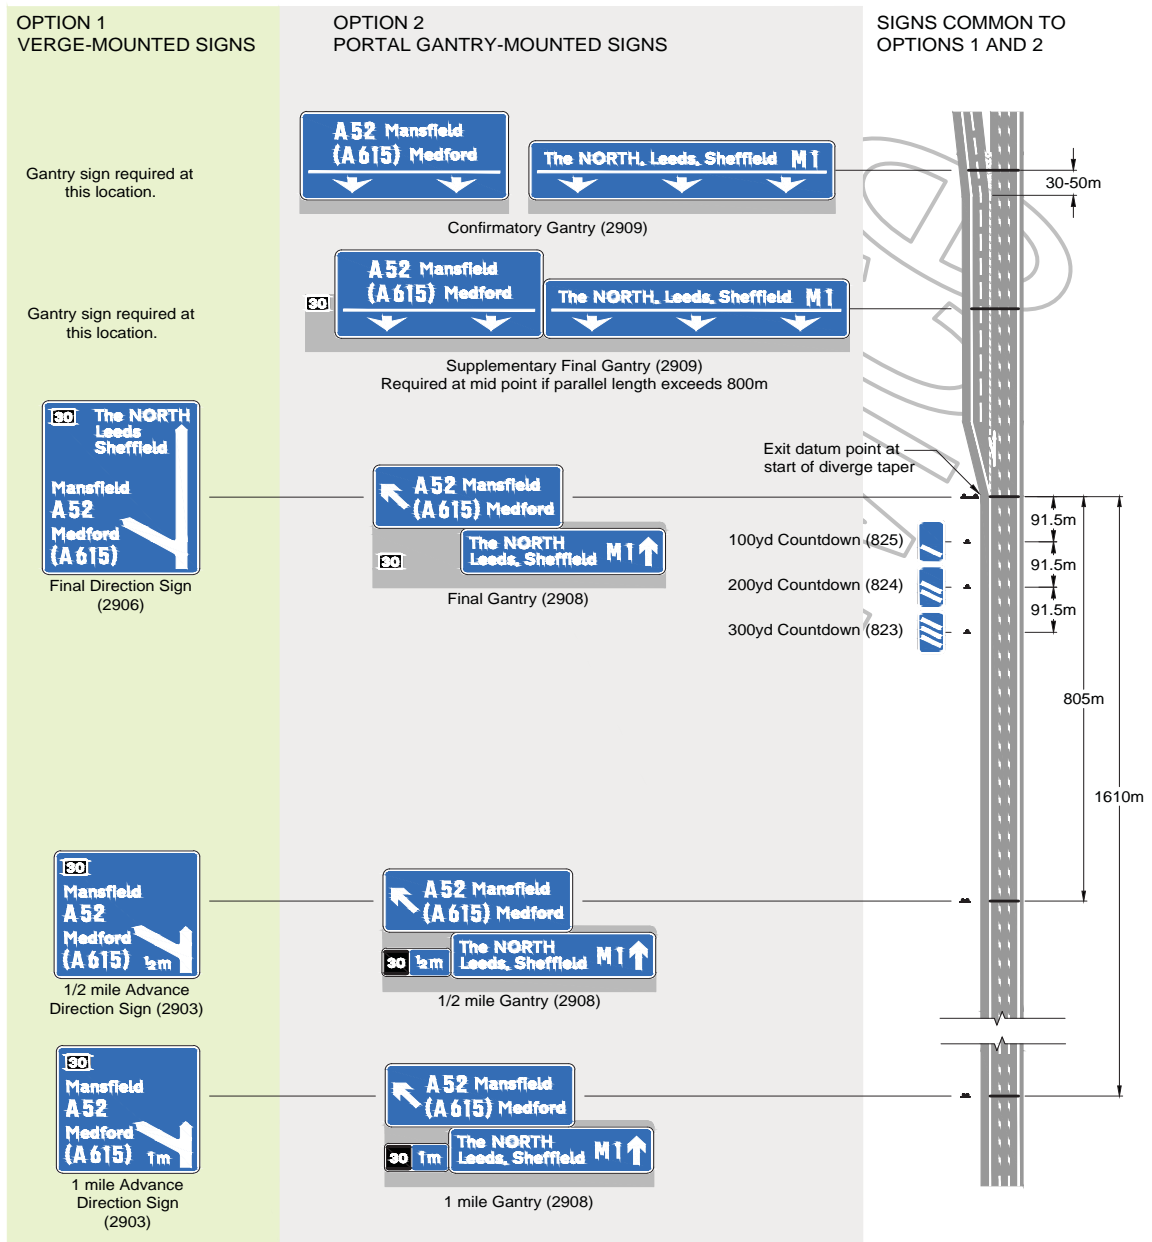 OPTION 1
VERGE-MOUNTED SIGNS
OPTION 2
PORTAL GANTRY-MOUNTED SIGNS
SIGNS COMMON TO
OPTIONS 1 AND 2
Gantry sign required at
this location.
A52 Mansfield
(A615) Medford
The NORTH, Leeds, Sheffield M1
Confirmatory Gantry (2909)
30-50m
Gantry sign required at
this location.
30
A52 Mansfield
(A615) Medford
The NORTH, Leeds, Sheffield M1
Supplementary Final Gantry (2909)
Required at mid point if parallel length exceeds 800m
30 The NORTH
Leeds
Sheffield
Mansfield
A52
Medford
(A615)
Final Direction Sign
(2906)
A52 Mansfield
(A615) Medford
The NORTH
Leeds, Sheffield M1
30
Final Gantry (2908)
Exit datum point at
start of diverge taper
100yd Countdown (825)
200yd Countdown (824)
300yd Countdown (823)
91.5m
91.5m
91.5m
805m
1610m
30
Mansfield
A52
Medford
(A615) ½m
1/2 mile Advance
Direction Sign (2903)
A52 Mansfield
(A615) Medford
30 ½m
The NORTH
Leeds, Sheffield M1
1/2 mile Gantry (2908)
30
Mansfield
A52
Medford
(A615) 1m
1 mile Advance
Direction Sign
(2903)
A52 Mansfield
(A615) Medford
30 1m
The NORTH
Leeds, Sheffield M1
1 mile Gantry (2908)